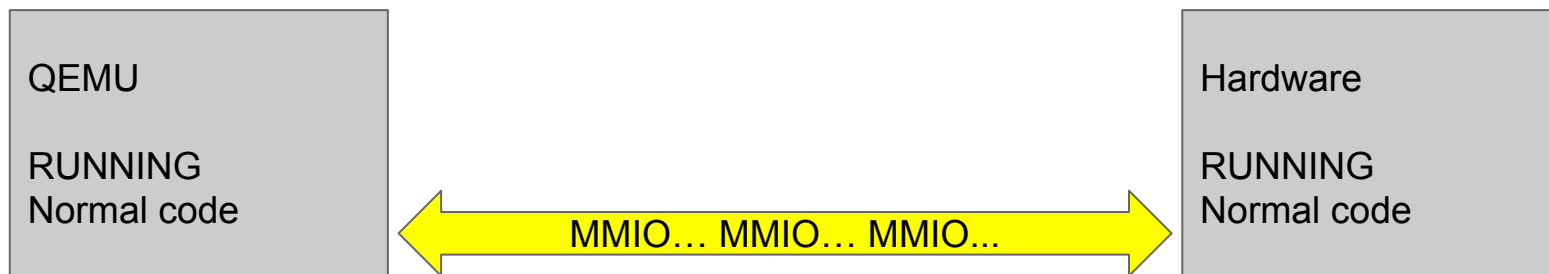 QEMU
RUNNING
Normal code
MMIO… MMIO… MMIO...
Hardware
RUNNING
Normal code